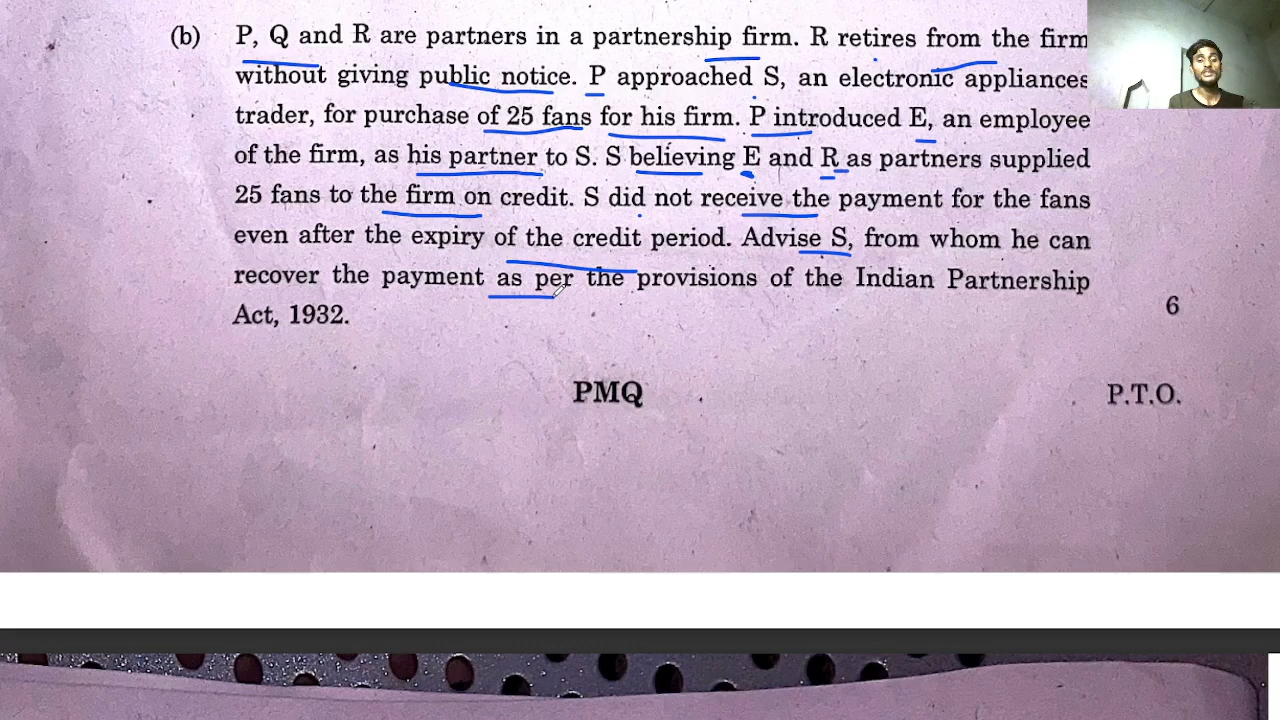 (b) P, Q and R are partners in a partnership firm. R retires from the firm
without giving public notice. P approached S, an electronic appliances
trader, for purchase of 25 fans for his firm. P introduced E, an employee
of the firm, as his partner to S. S believing E and R as partners supplied
25 fans to the firm on credit. S did not receive the payment for the fans
even after the expiry of the credit period. Advise S, from whom he can
recover the payment as per the provisions of the Indian Partnership
Act, 1932.
6
PMQ
P.T.O.